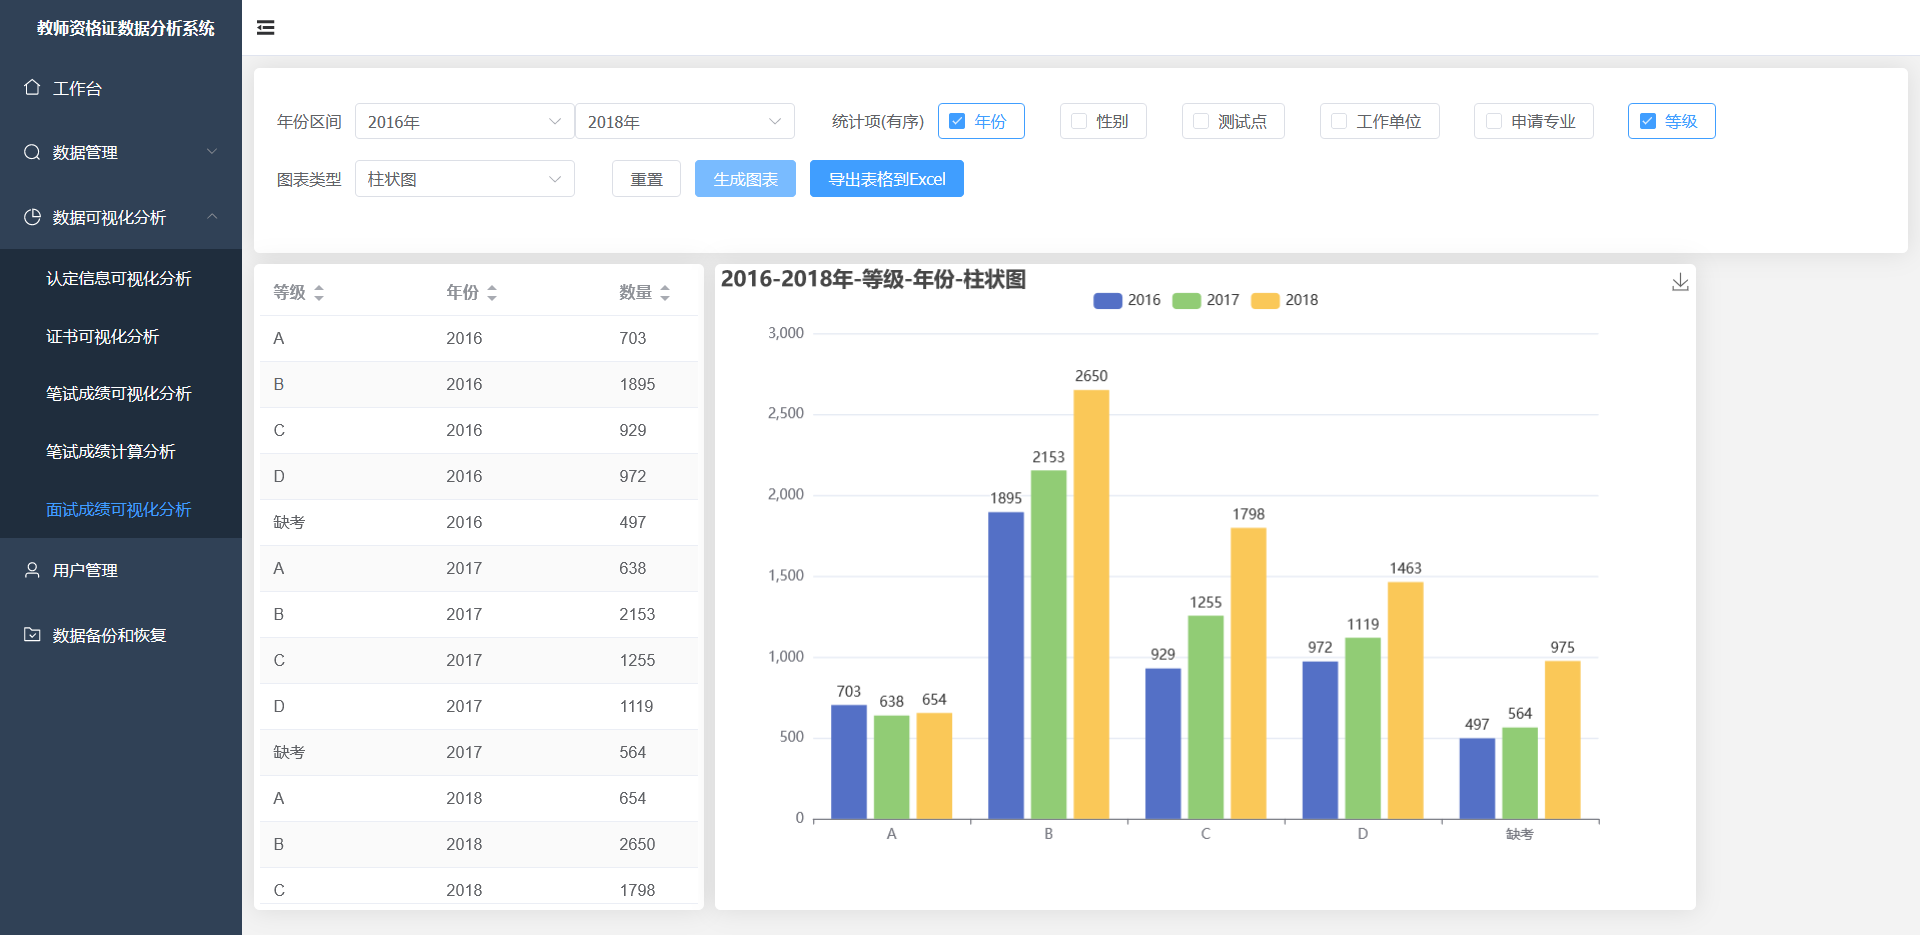 教师资格证数据分析系统
工作台
数据管理
数据可视化分析
认定信息可视化分析
证书可视化分析
笔试成绩可视化分析
笔试成绩计算分析
面试成绩可视化分析
用户管理
数据备份和恢复
年份区间 2016年 2018年 统计项(有序) 年份 性别 测试点 工作单位 申请专业 等级
图表类型 柱状图 重置 生成图表 导出表格到Excel
等级 年份 数量
A 2016 703
B 2016 1895
C 2016 929
D 2016 972
缺考 2016 497
A 2017 638
B 2017 2153
C 2017 1255
D 2017 1119
缺考 2017 564
A 2018 654
B 2018 2650
C 2018 1798
2016-2018年-等级-年份-柱状图
2016 2017 2018
3,000
2,500
2,000
1,500
1,000
500
0
703 638 654
1895 2153 2650
929 1255 1798
972 1119 1463
497 564 975
A B C D 缺考